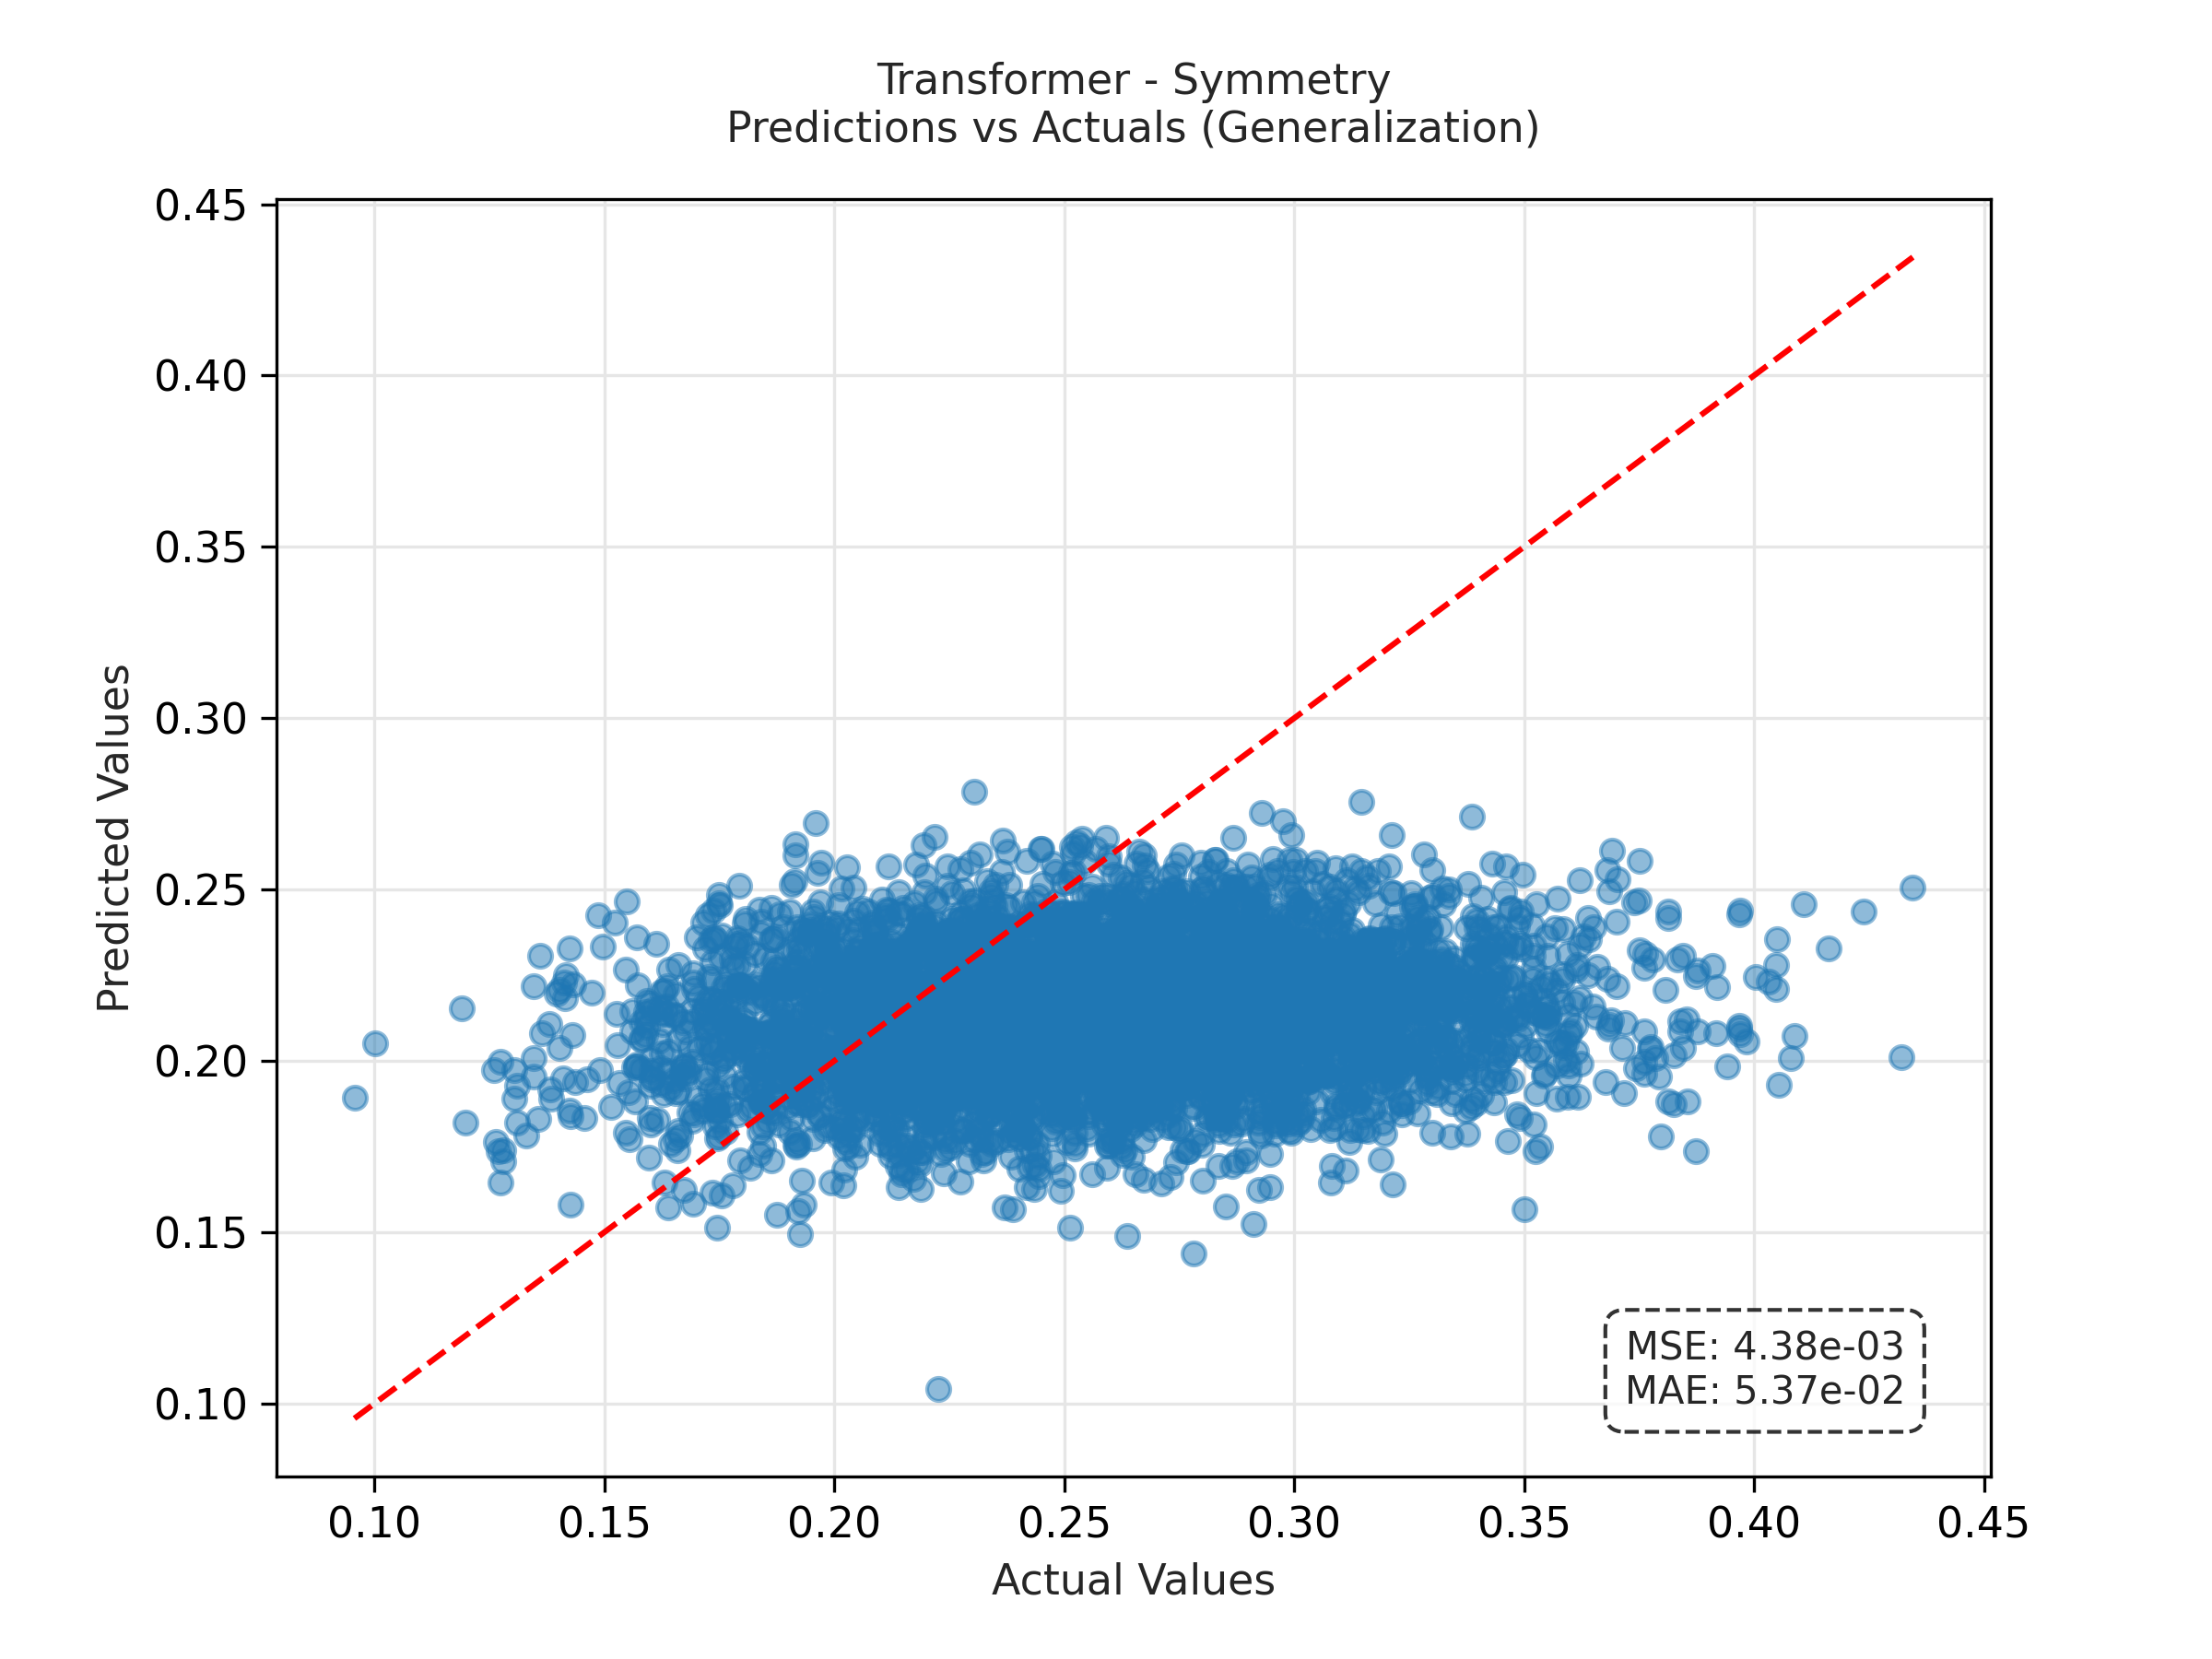 Transformer - Symmetry
Predictions vs Actuals (Generalization)
0.45
0.40
0.35
0.30
0.25
0.20
0.15
0.10
Predicted Values
MSE: 4.38e-03
MAE: 5.37e-02
0.10 0.15 0.20 0.25 0.30 0.35 0.40 0.45
Actual Values